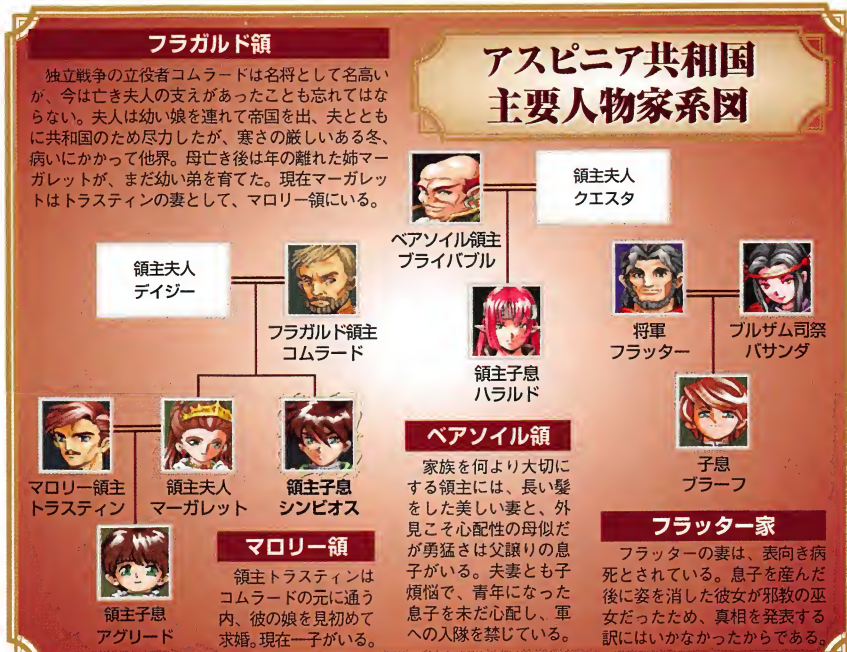 アスピニア共和国
主要人物家系図
フラガルド領
独立戦争の立役者コムラードは名将として名高い
が、今は亡き夫人の支えがあったことも忘れてはな
らない。夫人は幼い娘を連れて帝国を出、夫ととも
に共和国のため尽力したが、寒さの厳しいある冬、
病いにかかって他界。母亡き後は年の離れた姉マー
ガレットが、まだ幼い弟を育てた。現在マーガレッ
トはトラスティンの妻として、マロリー領にいる。
領主夫人
デイジー
フラガルド領主
コムラード
マロリー領主
トラスティン
領主夫人
マーガレット
領主子息
シンビオス
領主子息
アグリード
マロリー領
領主トラスティンは
コムラードの元に通う
内、彼の娘を見初めて
求婚。現在一子がいる。
ベアソイル領主
ブライバブル
領主夫人
クエスタ
領主子息
ハラルド
ベアソイル領
家族を何より大切に
する領主には、長い髪
をした美しい妻と、外
見こそ心配性の母似だ
が勇猛さは父譲りの息
子がいる。夫妻とも子
煩悩で、青年になった
息子を未だ心配し、軍
への入隊を禁じている。
将軍
フラッター
ブルザム司祭
バサンダ
子息
ブラーフ
フラッター家
フラッターの妻は、表向き病
死とされている。息子を産んだ
後に姿を消した彼女が邪教の巫
女だったため、真相を発表する
訳にはいかなかったからである。